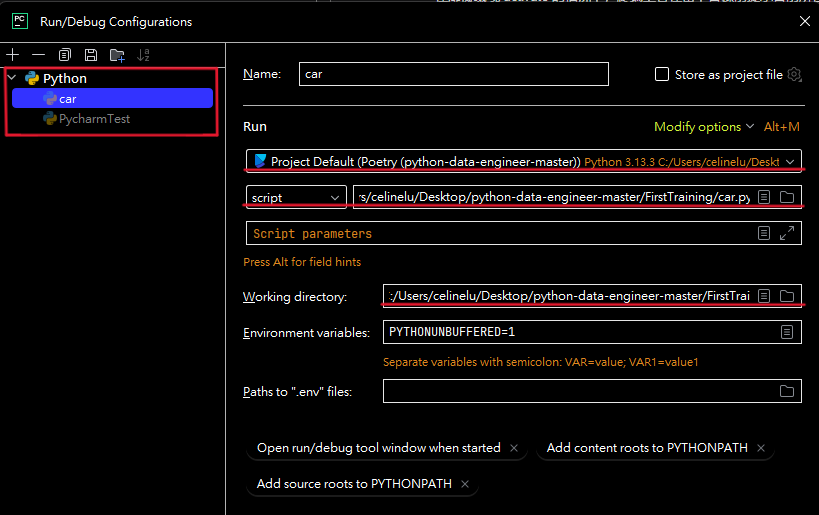 PC Run/Debug Configurations
Python
car
PycharmTest
Name: car
Store as project file
Run
Modify options Alt+M
Project Default (Poetry (python-data-engineer-master)) Python 3.13.3 C:/Users/celinelu/Deskt
script
rs/celinelu/Desktop/python-data-engineer-master/FirstTraining/car.py
Script parameters
Press Alt for field hints
Working directory: :/Users/celinelu/Desktop/python-data-engineer-master/FirstTrai
Environment variables: PYTHONUNBUFFERED=1
Separate variables with semicolon: VAR=value; VAR1=value1
Paths to ".env" files:
Open run/debug tool window when started × Add content roots to PYTHONPATH ×
Add source roots to PYTHONPATH ×